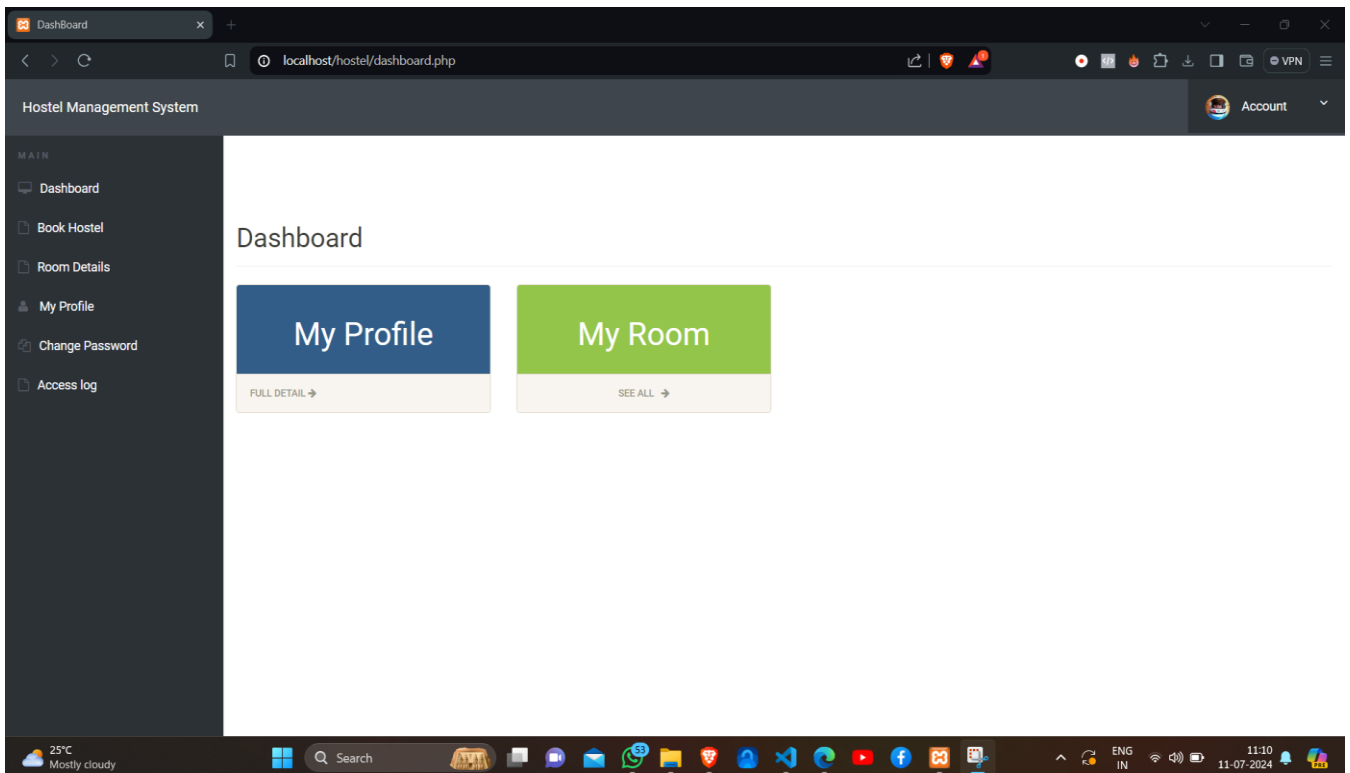 DashBoard
localhost/hostel/dashboard.php
VPN
Hostel Management System
Account
MAIN
Dashboard
Book Hostel
Room Details
My Profile
Change Password
Access log
Dashboard
My Profile
FULL DETAIL
My Room
SEE ALL
25°C
Mostly cloudy
Search
53
ENG
IN
11:10
11-07-2024
PRE